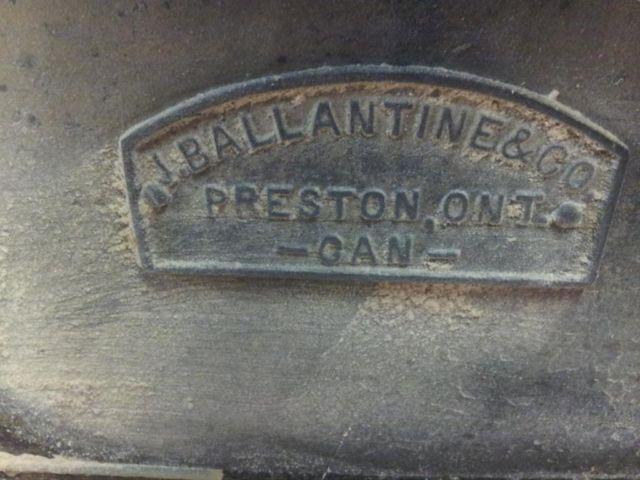 J. BALLANTINE & CO.
PRESTON, ONT.
- CAN -